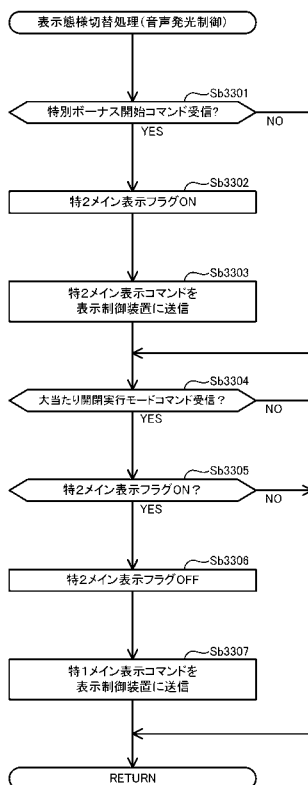 表示態様切替処理(音声発光制御)
Sb3301
特別ボーナス開始コマンド受信?
NO
YES
Sb3302
特2メイン表示フラグON
Sb3303
特2メイン表示コマンドを
表示制御装置に送信
Sb3304
大当たり開閉実行モードコマンド受信?
NO
YES
Sb3305
特2メイン表示フラグON?
NO
YES
Sb3306
特2メイン表示フラグOFF
Sb3307
特1メイン表示コマンドを
表示制御装置に送信
RETURN